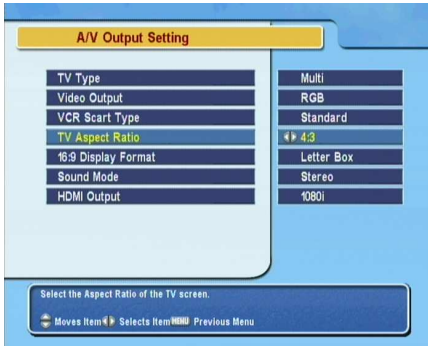 A/V Output Setting
TV Type Multi
Video Output RGB
VCR Scart Type Standard
TV Aspect Ratio 4:3
16:9 Display Format Letter Box
Sound Mode Stereo
HDMI Output 1080i
Select the Aspect Ratio of the TV screen.
Moves Item Selects Item MENU Previous Menu